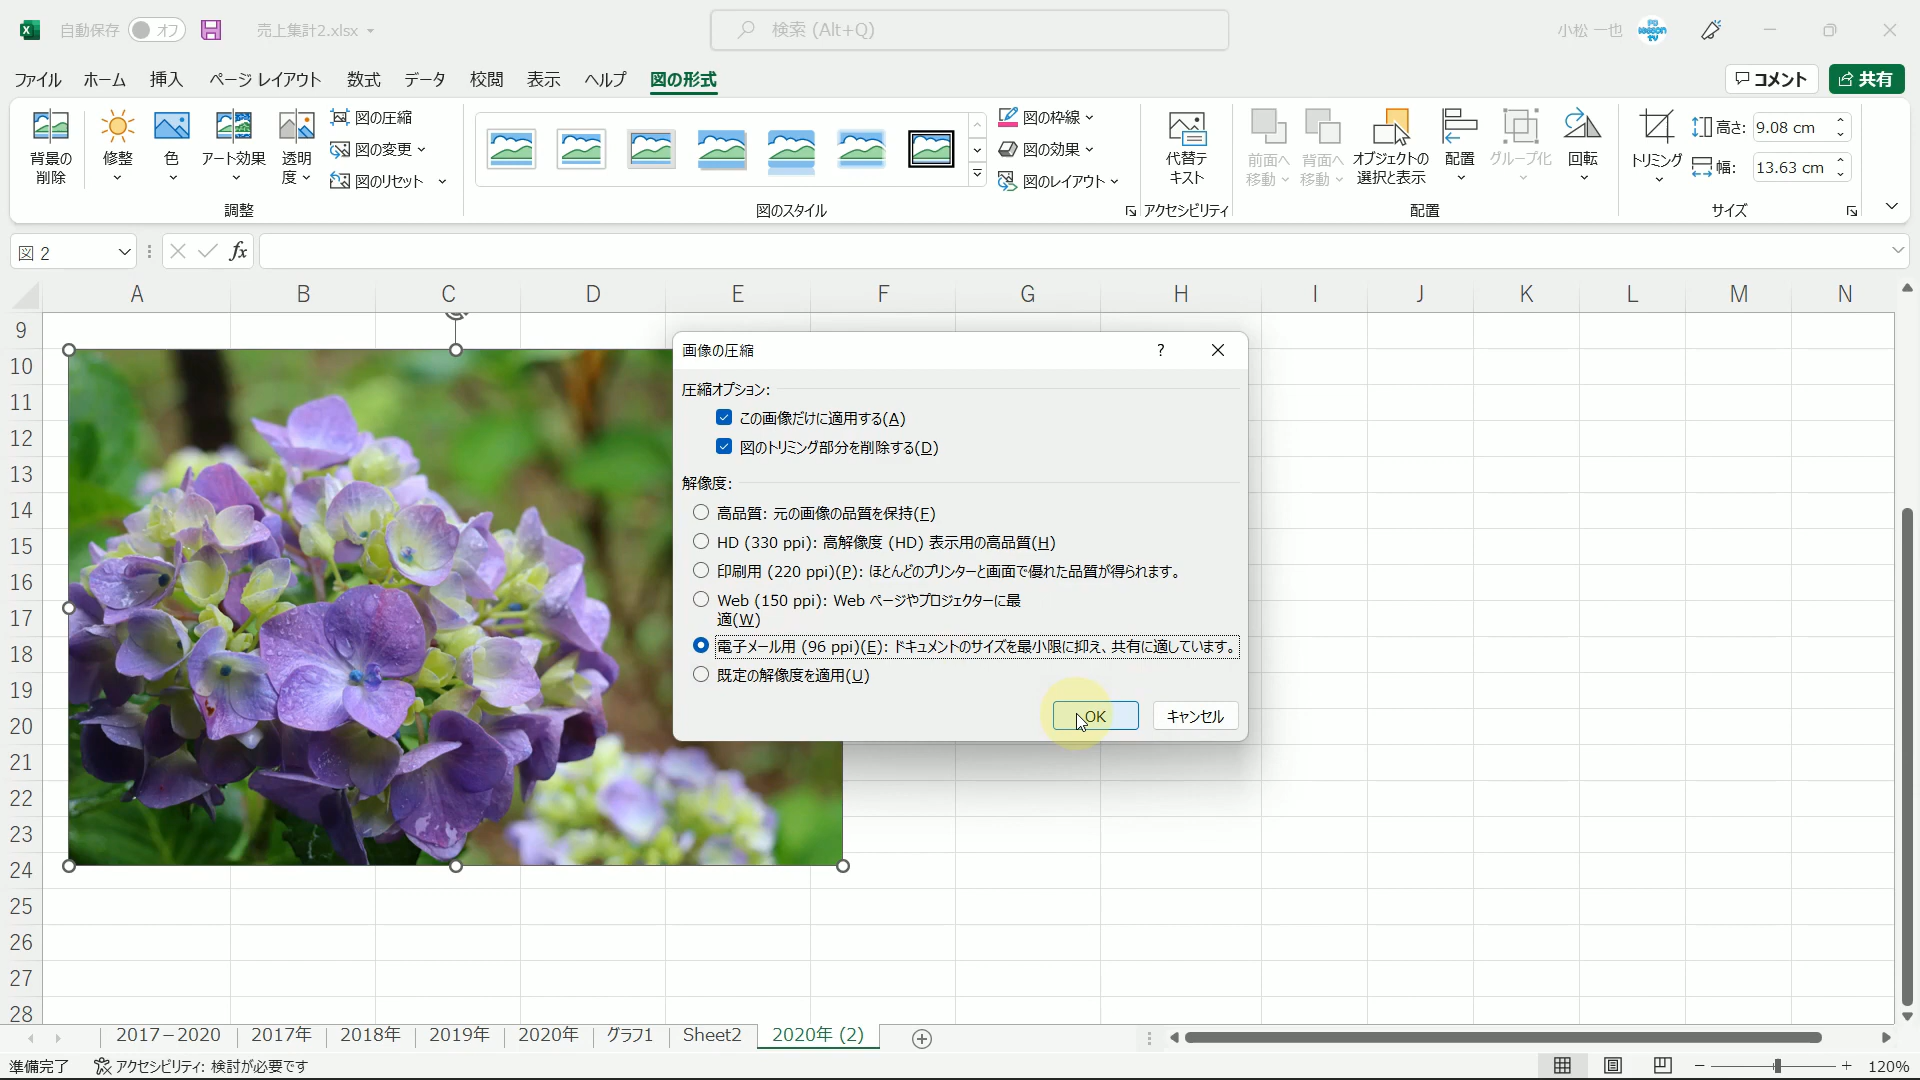 自動保存 オフ 売上集計2.xlsx 検索 (Alt+Q) 小松 一也
ファイル ホーム 挿入 ページ レイアウト 数式 データ 校閲 表示 ヘルプ 図の形式 コメント 共有
背景の
削除
修整
色
アート効果
透明
度
図の圧縮
図の変更
図のリセット
調整
図のスタイル
図の枠線
図の効果
図のレイアウト
代替テ
キスト
アクセシビリティ
前面へ
移動
背面へ
移動
オブジェクトの
選択と表示
配置
グループ化
回転
配置
トリミング
高さ: 9.08 cm
幅: 13.63 cm
サイズ
図 2 fx
A B C D E F G H I J K L M N
9
10
11
12
13
14
15
16
17
18
19
20
21
22
23
24
25
26
27
28
画像の圧縮 ?
圧縮オプション:
この画像だけに適用する(A)
図のトリミング部分を削除する(D)
解像度:
高品質: 元の画像の品質を保持(F)
HD (330 ppi): 高解像度 (HD) 表示用の高品質(H)
印刷用 (220 ppi)(P): ほとんどのプリンターと画面で優れた品質が得られます。
Web (150 ppi): Web ページやプロジェクターに最
適(W)
電子メール用 (96 ppi)(E): ドキュメントのサイズを最小限に抑え、共有に適しています。
既定の解像度を適用(U)
OK キャンセル
2017－2020 2017年 2018年 2019年 2020年 グラフ1 Sheet2 2020年 (2)
準備完了 アクセシビリティ: 検討が必要です 120%